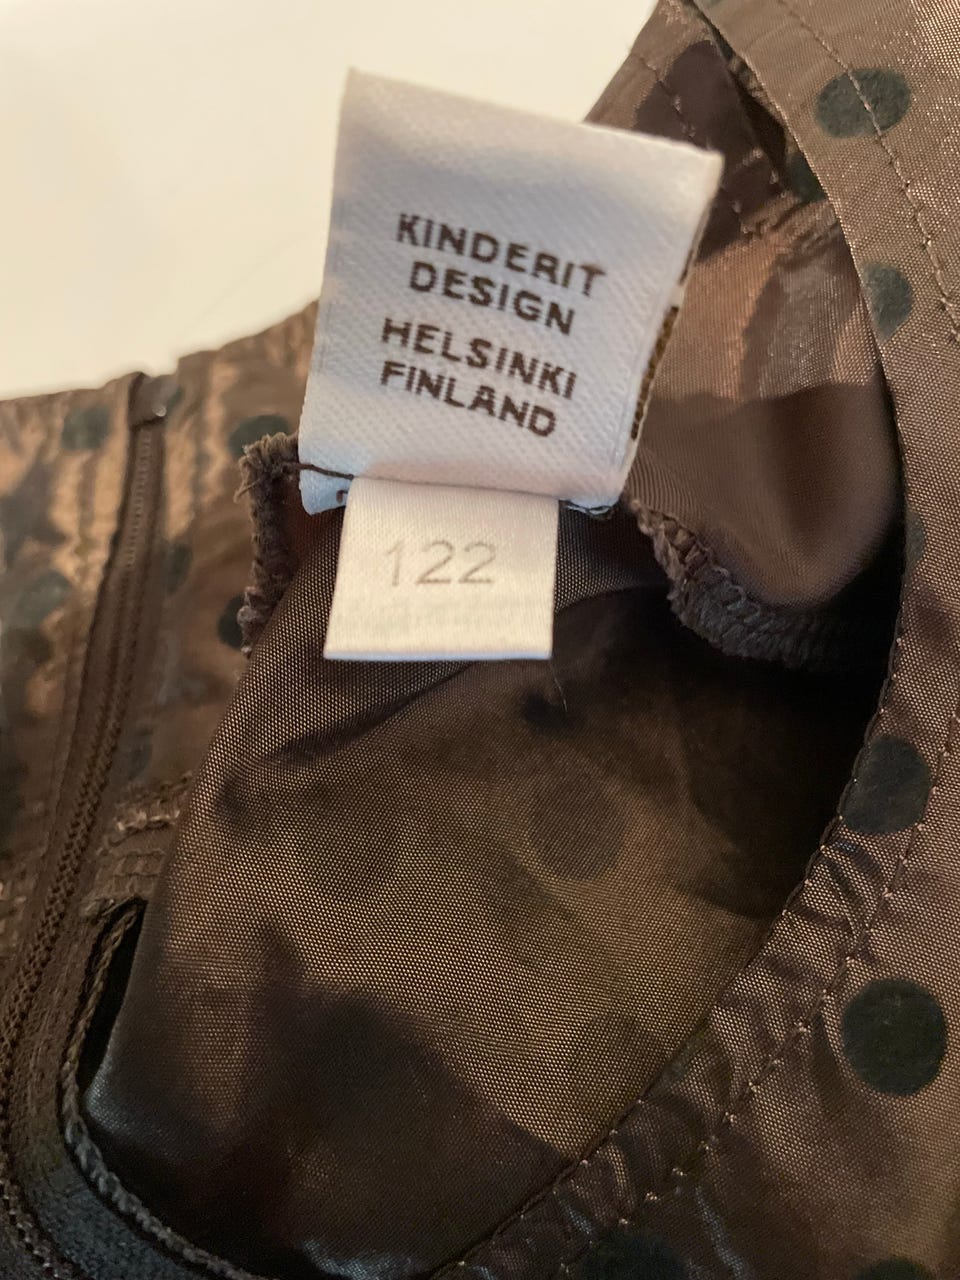 KINDERIT
DESIGN
HELSINKI
FINLAND
122